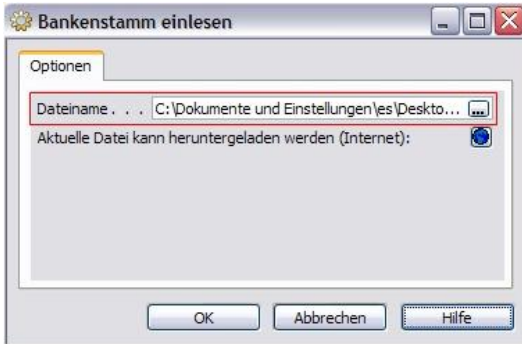 Bankenstamm einlesen
Optionen
Dateiname . . . C:\Dokumente und Einstellungen\es\Deskto... ...
Aktuelle Datei kann heruntergeladen werden (Internet):
OK Abbrechen Hilfe